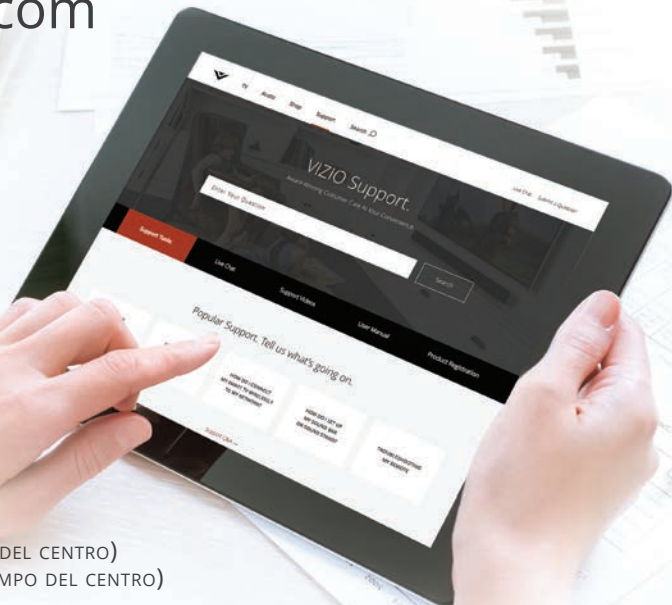 com
TV Audio Shop Support Search
Live Chat Submit a Question
VIZIO Support.
Award-Winning Customer Care At Your Convenience
Enter Your Question
Search
Support Tools
Live Chat
Support Videos
User Manual
Product Registration
Popular Support. Tell us what's going on.
HOW DO I CONNECT
MY SMART TV WIRELESSLY
TO MY NETWORK?
HOW DO I SET UP
MY SOUND BAR
OR SOUND STAND?
TROUBLESHOOTING
MY REMOTE
Support Q&A
DEL CENTRO)
MPO DEL CENTRO)